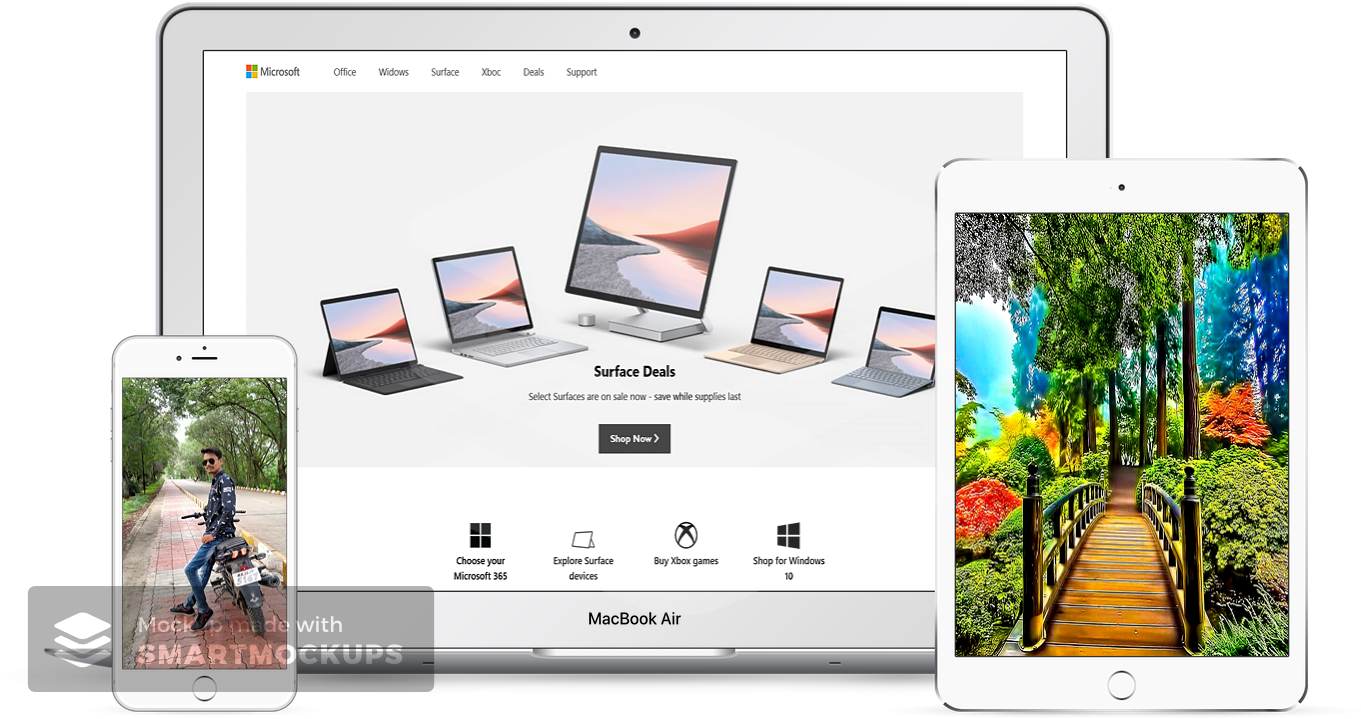 Microsoft Office Widows Surface Xboc Deals Support
Surface Deals
Select Surfaces are on sale now - save while supplies last
Shop Now
Choose your
Microsoft 365
Explore Surface
devices
Buy Xbox games
Shop for Windows
10
MacBook Air
Mockup made with
SMARTMOCKUPS